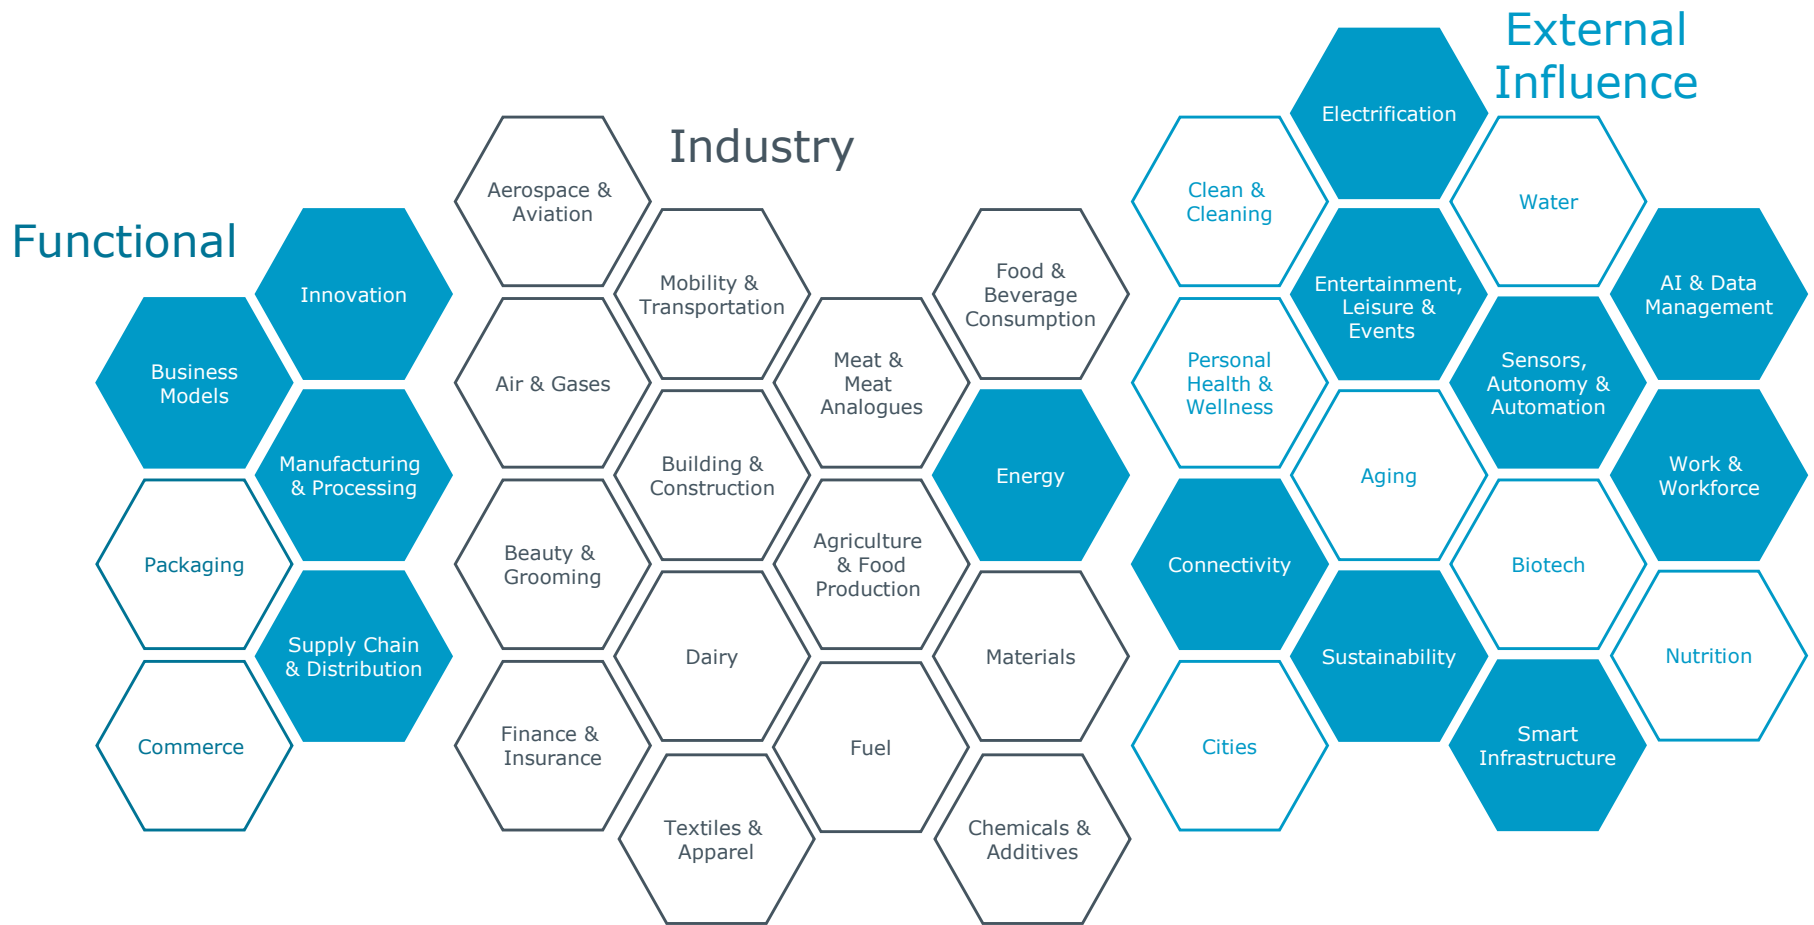 Functional
Innovation
Business
Models
Manufacturing
& Processing
Packaging
Supply Chain
& Distribution
Commerce
Industry
Aerospace &
Aviation
Mobility &
Transportation
Food &
Beverage
Consumption
Meat &
Meat
Analogues
Air & Gases
Building &
Construction
Energy
Agriculture
& Food
Production
Beauty &
Grooming
Dairy
Materials
Finance &
Insurance
Fuel
Textiles &
Apparel
Chemicals &
Additives
External
Influence
Electrification
Clean &
Cleaning
Water
Entertainment,
Leisure &
Events
AI & Data
Management
Personal
Health &
Wellness
Sensors,
Autonomy &
Automation
Aging
Work &
Workforce
Connectivity
Biotech
Sustainability
Nutrition
Cities
Smart
Infrastructure